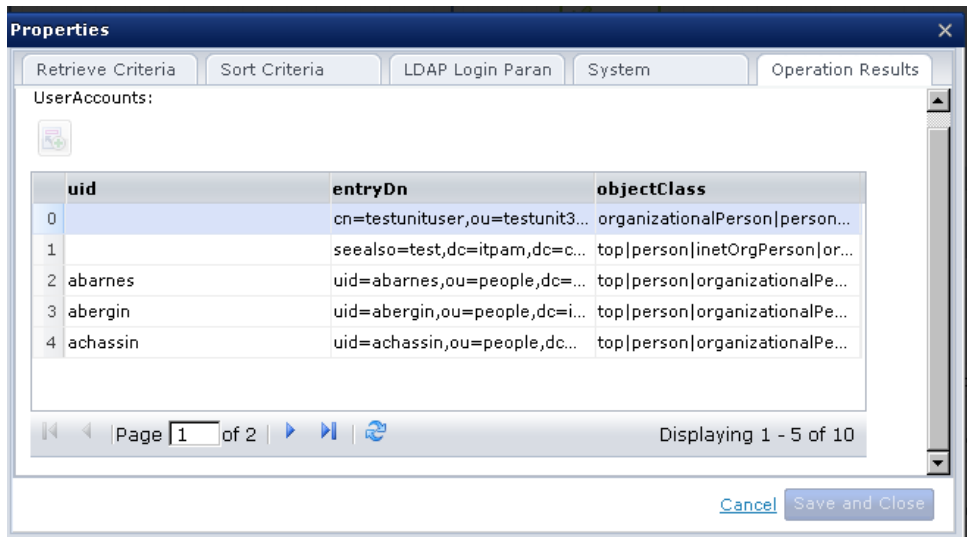 Properties
Retrieve Criteria Sort Criteria LDAP Login Paran System Operation Results
UserAccounts:
uid entryDn objectClass
0 cn=testunituser,ou=testunit3... organizationalPerson|person...
1 seealso=test,dc=itpam,dc=c... top|person|inetOrgPerson|or...
2 abarnes uid=abarnes,ou=people,dc=... top|person|organizationalPe...
3 abergin uid=abergin,ou=people,dc=i... top|person|organizationalPe...
4 achassin uid=achassin,ou=people,dc... top|person|organizationalPe...
Page 1 of 2 Displaying 1 - 5 of 10
Cancel Save and Close